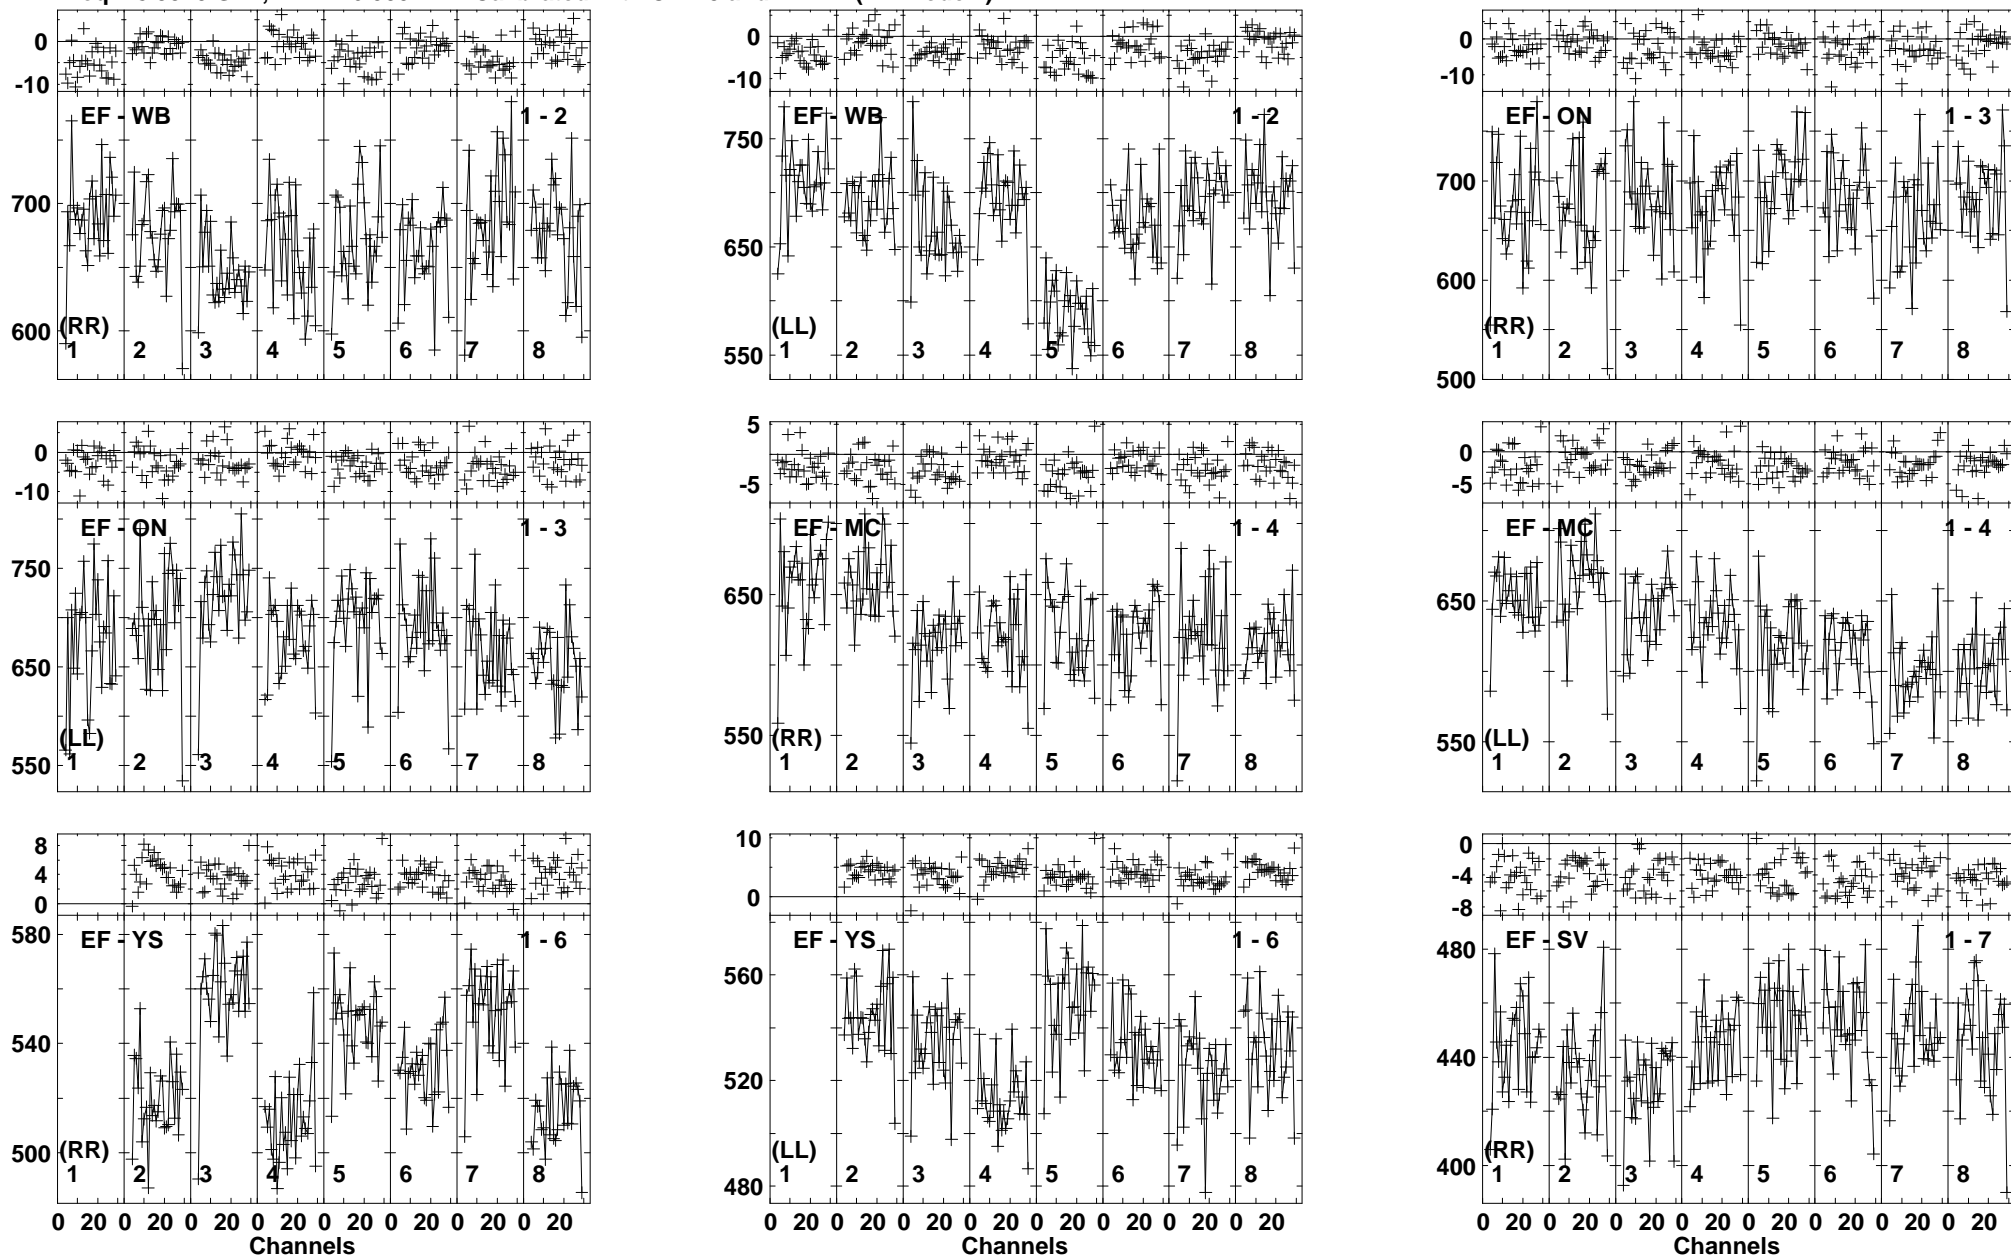 0
-10
EF - WB 1 - 2
700
600
(RR)
1 2 3 4 5 6 7 8
0
-10
EF - WB 1 - 2
750
650
550
(LL)
1 2 3 4 5 6 7 8
0
-10
EF - ON 1 - 3
700
600
500
(RR)
1 2 3 4 5 6 7 8
0
-10
EF - ON 1 - 3
750
650
550
(LL)
1 2 3 4 5 6 7 8
5
-5
EF - MC 1 - 4
650
550
(RR)
1 2 3 4 5 6 7 8
0
-5
EF - MC 1 - 4
650
550
(LL)
1 2 3 4 5 6 7 8
8
4
0
EF - YS 1 - 6
580
540
500
(RR)
1 2 3 4 5 6 7 8
0 20 0 20 0 20 0 20 0 20 0 20 0 20 0 20
Channels
10
0
EF - YS 1 - 6
560
520
480
(LL)
1 2 3 4 5 6 7 8
0 20 0 20 0 20 0 20 0 20 0 20 0 20 0 20
Channels
0
-4
-8
EF - SV 1 - 7
480
440
400
(RR)
1 2 3 4 5 6 7 8
0 20 0 20 0 20 0 20 0 20 0 20 0 20 0 20
Channels